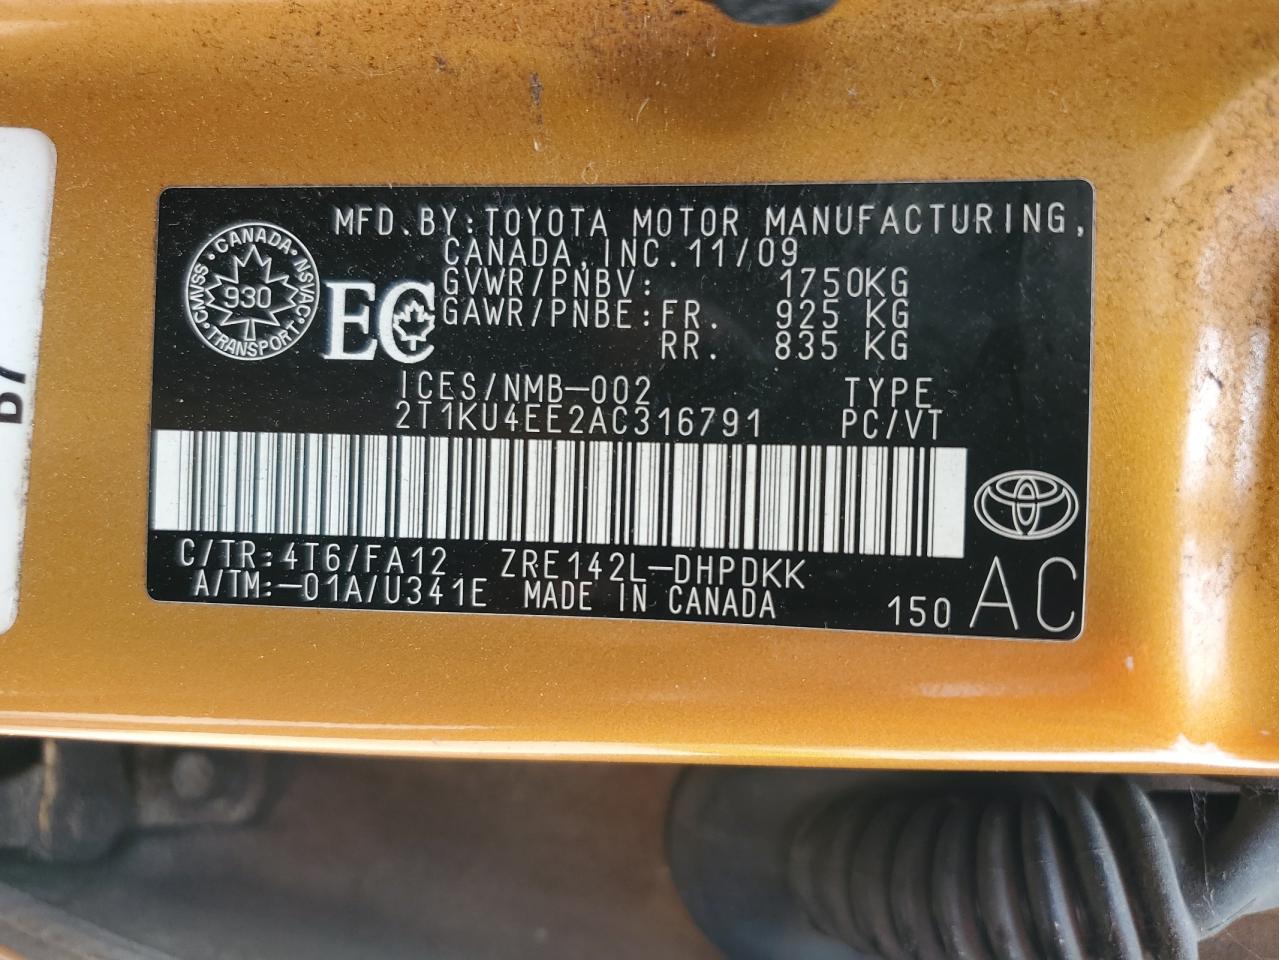 MFD.BY:TOYOTA MOTOR MANUFACTURING,
CANADA,INC.11/09
GVWR/PNBV: 1750KG
GAWR/PNBE:FR. 925 KG
RR. 835 KG
CANADA
CMVSS
930
NSVAC
TRANSPORT
EC
ICES/NMB-002 TYPE
2T1KU4EE2AC316791 PC/VT
C/TR:4T6/FA12 ZRE142L-DHPDKK
A/TM:-01A/U341E MADE IN CANADA
150 AC